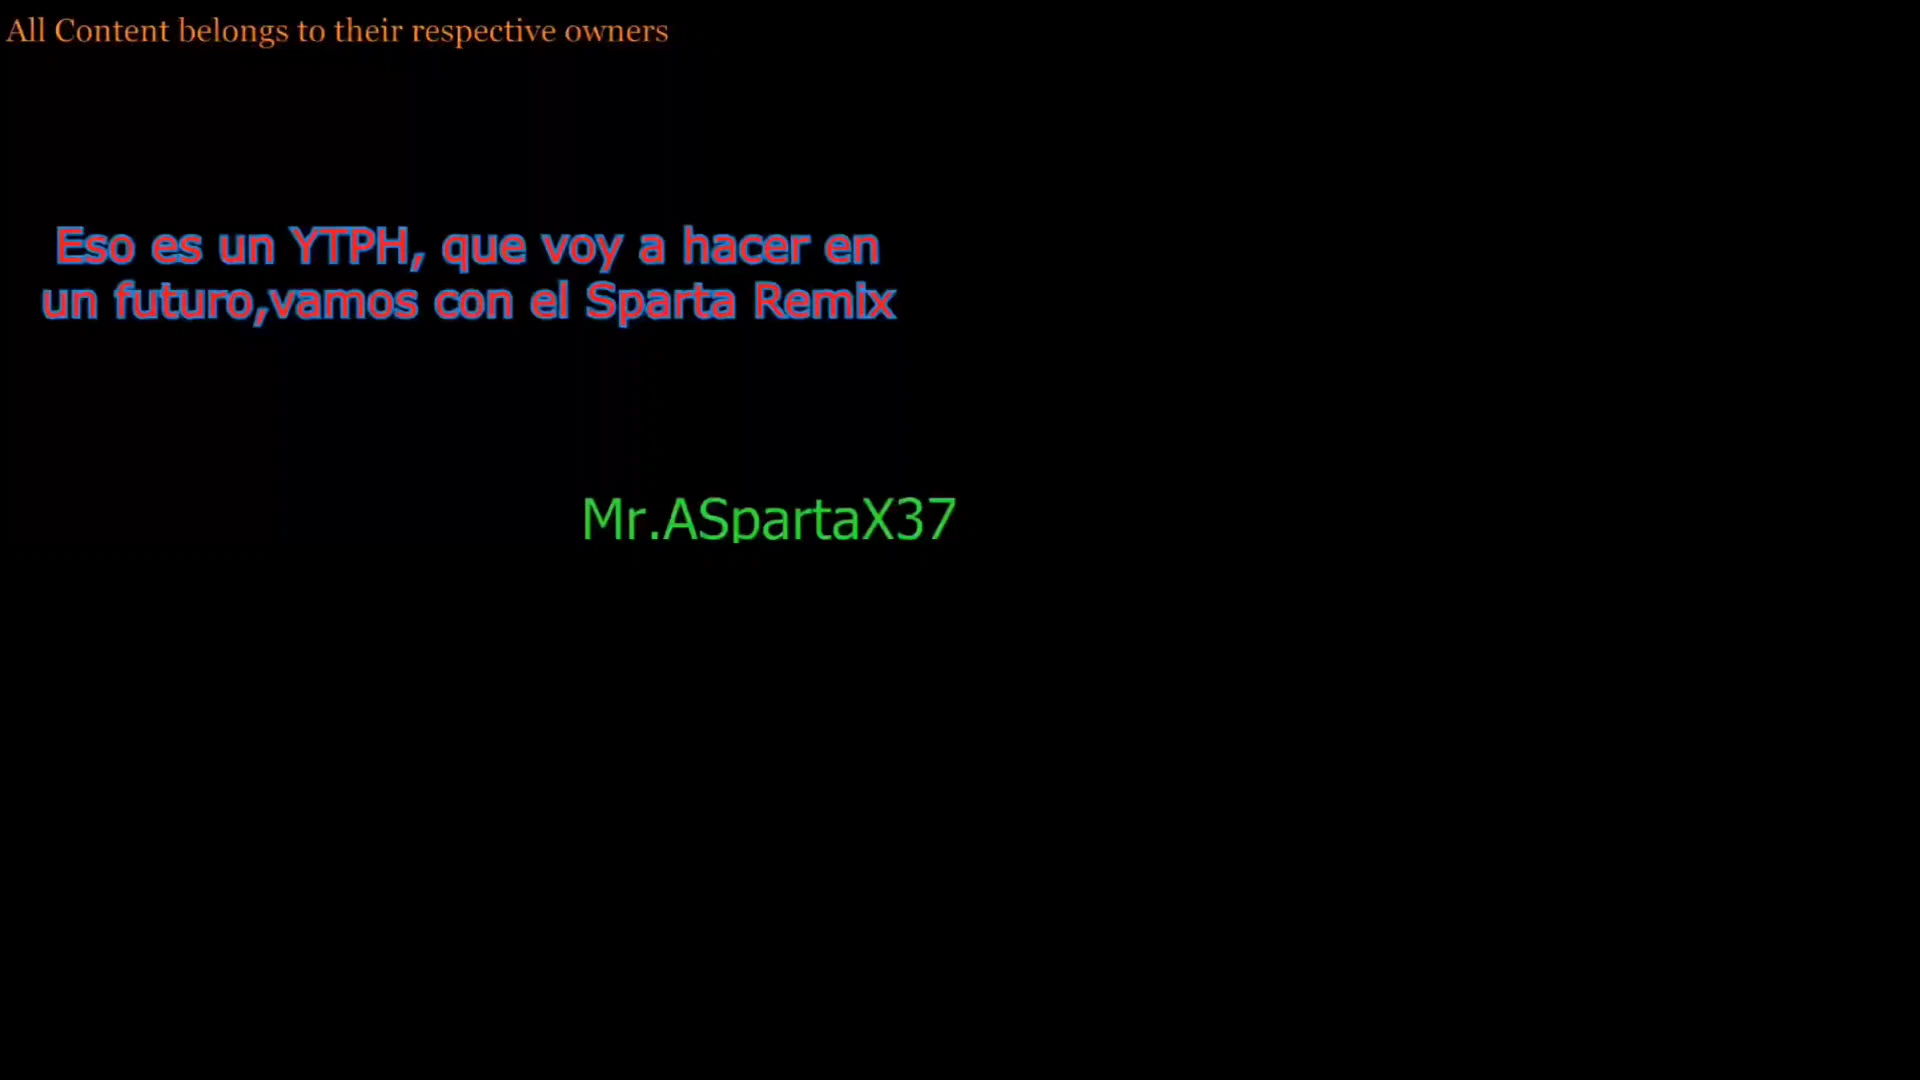 All Content belongs to their respective owners
Eso es un YTPH, que voy a hacer en
un futuro,vamos con el Sparta Remix
Mr.ASpartaX37